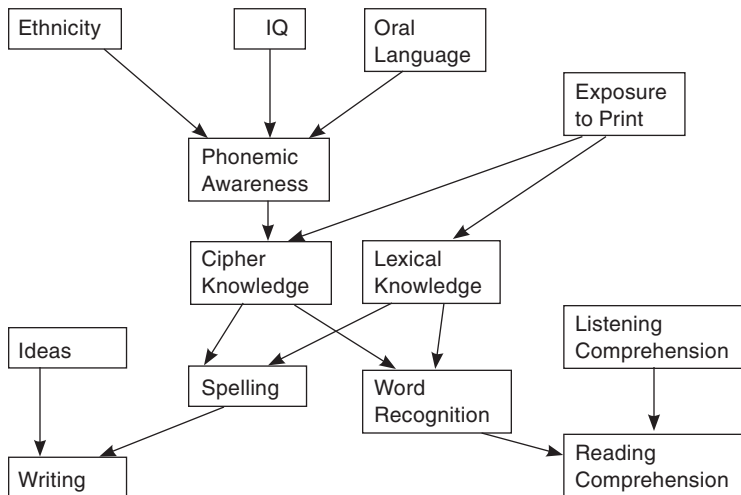 Ethnicity
IQ
Oral
Language
Exposure
to Print
Phonemic
Awareness
Cipher
Knowledge
Lexical
Knowledge
Listening
Comprehension
Ideas
Spelling
Word
Recognition
Writing
Reading
Comprehension